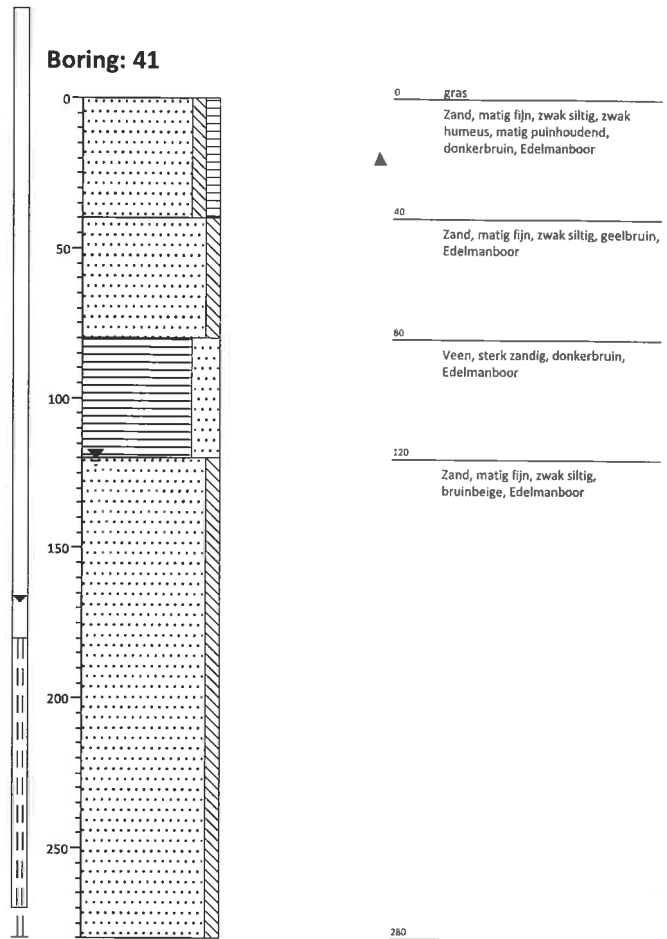 Boring: 41
0
50
100
150
200
250
0 gras
Zand, matig fijn, zwak siltig, zwak
humeus, matig puinhoudend,
donkerbruin, Edelmanboor
40
Zand, matig fijn, zwak siltig, geelbruin,
Edelmanboor
80
Veen, sterk zandig, donkerbruin,
Edelmanboor
120
Zand, matig fijn, zwak siltig,
bruinbeige, Edelmanboor
280